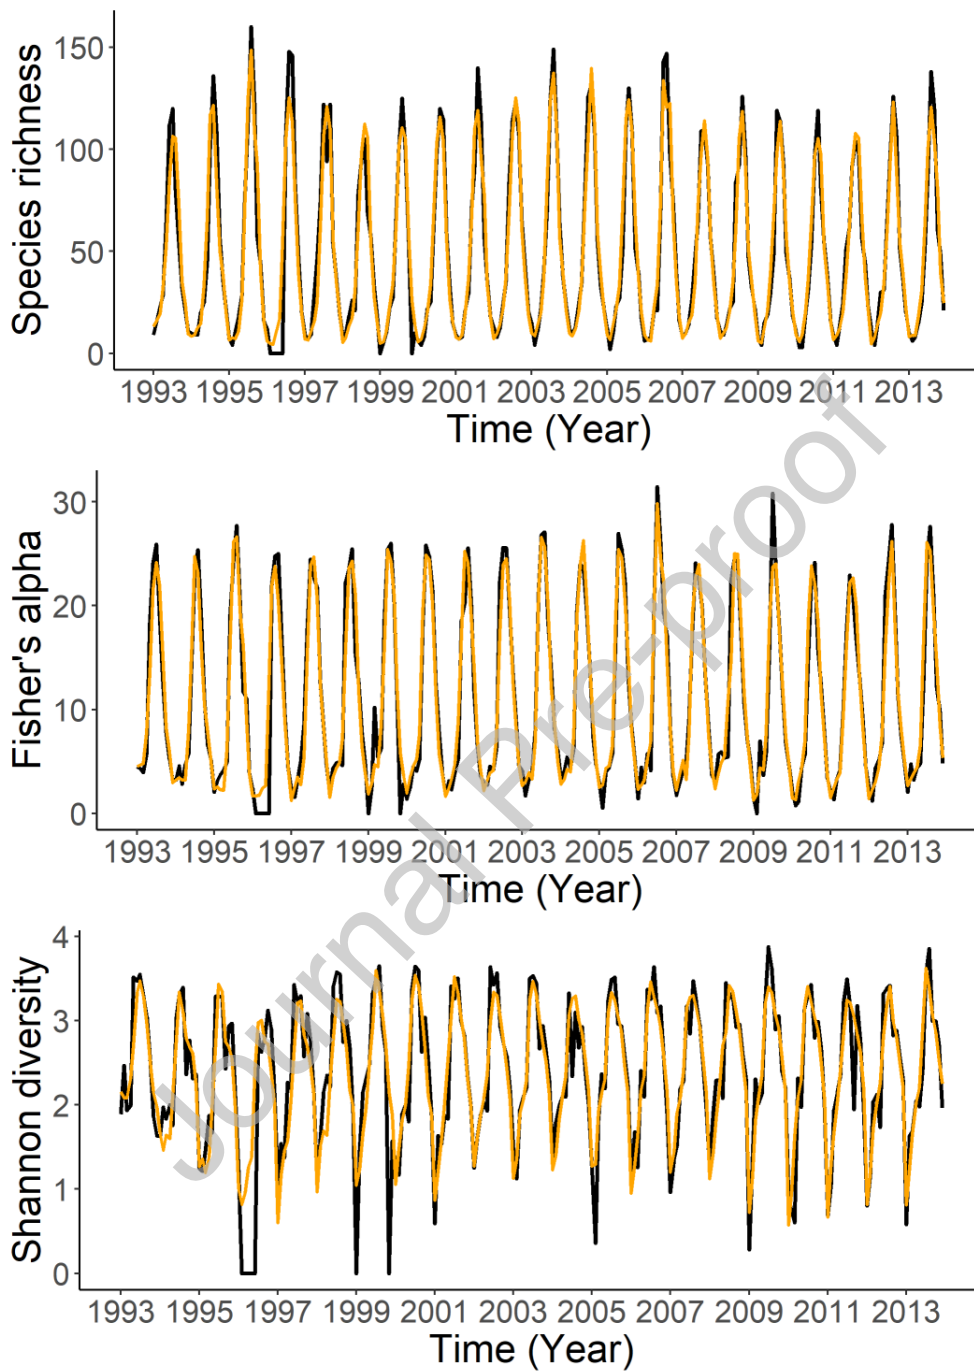 Species richness
150
100
50
0
1993 1995 1997 1999 2001 2003 2005 2007 2009 2011 2013
Time (Year)
Fisher's alpha
30
20
10
0
1993 1995 1997 1999 2001 2003 2005 2007 2009 2011 2013
Time (Year)
Shannon diversity
4
3
2
1
0
1993 1995 1997 1999 2001 2003 2005 2007 2009 2011 2013
Time (Year)
Journal Pre-proof